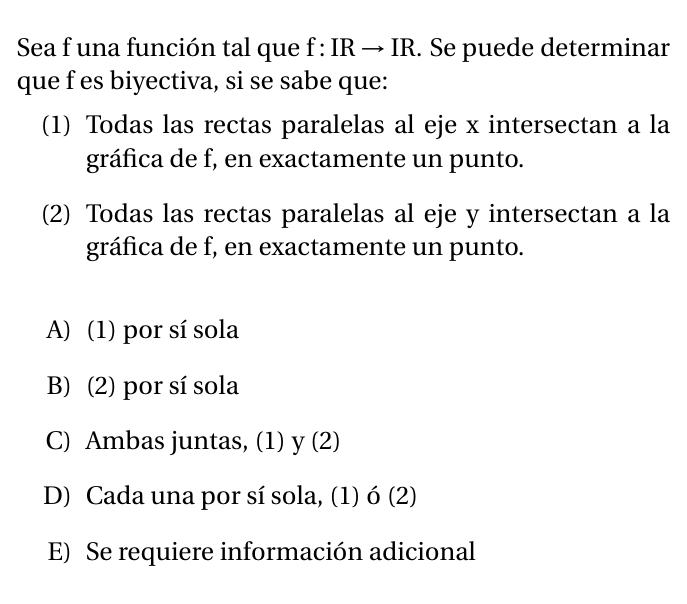 Sea f una función tal que f : IR → IR. Se puede determinar
que f es biyectiva, si se sabe que:
(1) Todas las rectas paralelas al eje x intersectan a la
gráfica de f, en exactamente un punto.
(2) Todas las rectas paralelas al eje y intersectan a la
gráfica de f, en exactamente un punto.
A) (1) por sí sola
B) (2) por sí sola
C) Ambas juntas, (1) y (2)
D) Cada una por sí sola, (1) ó (2)
E) Se requiere información adicional